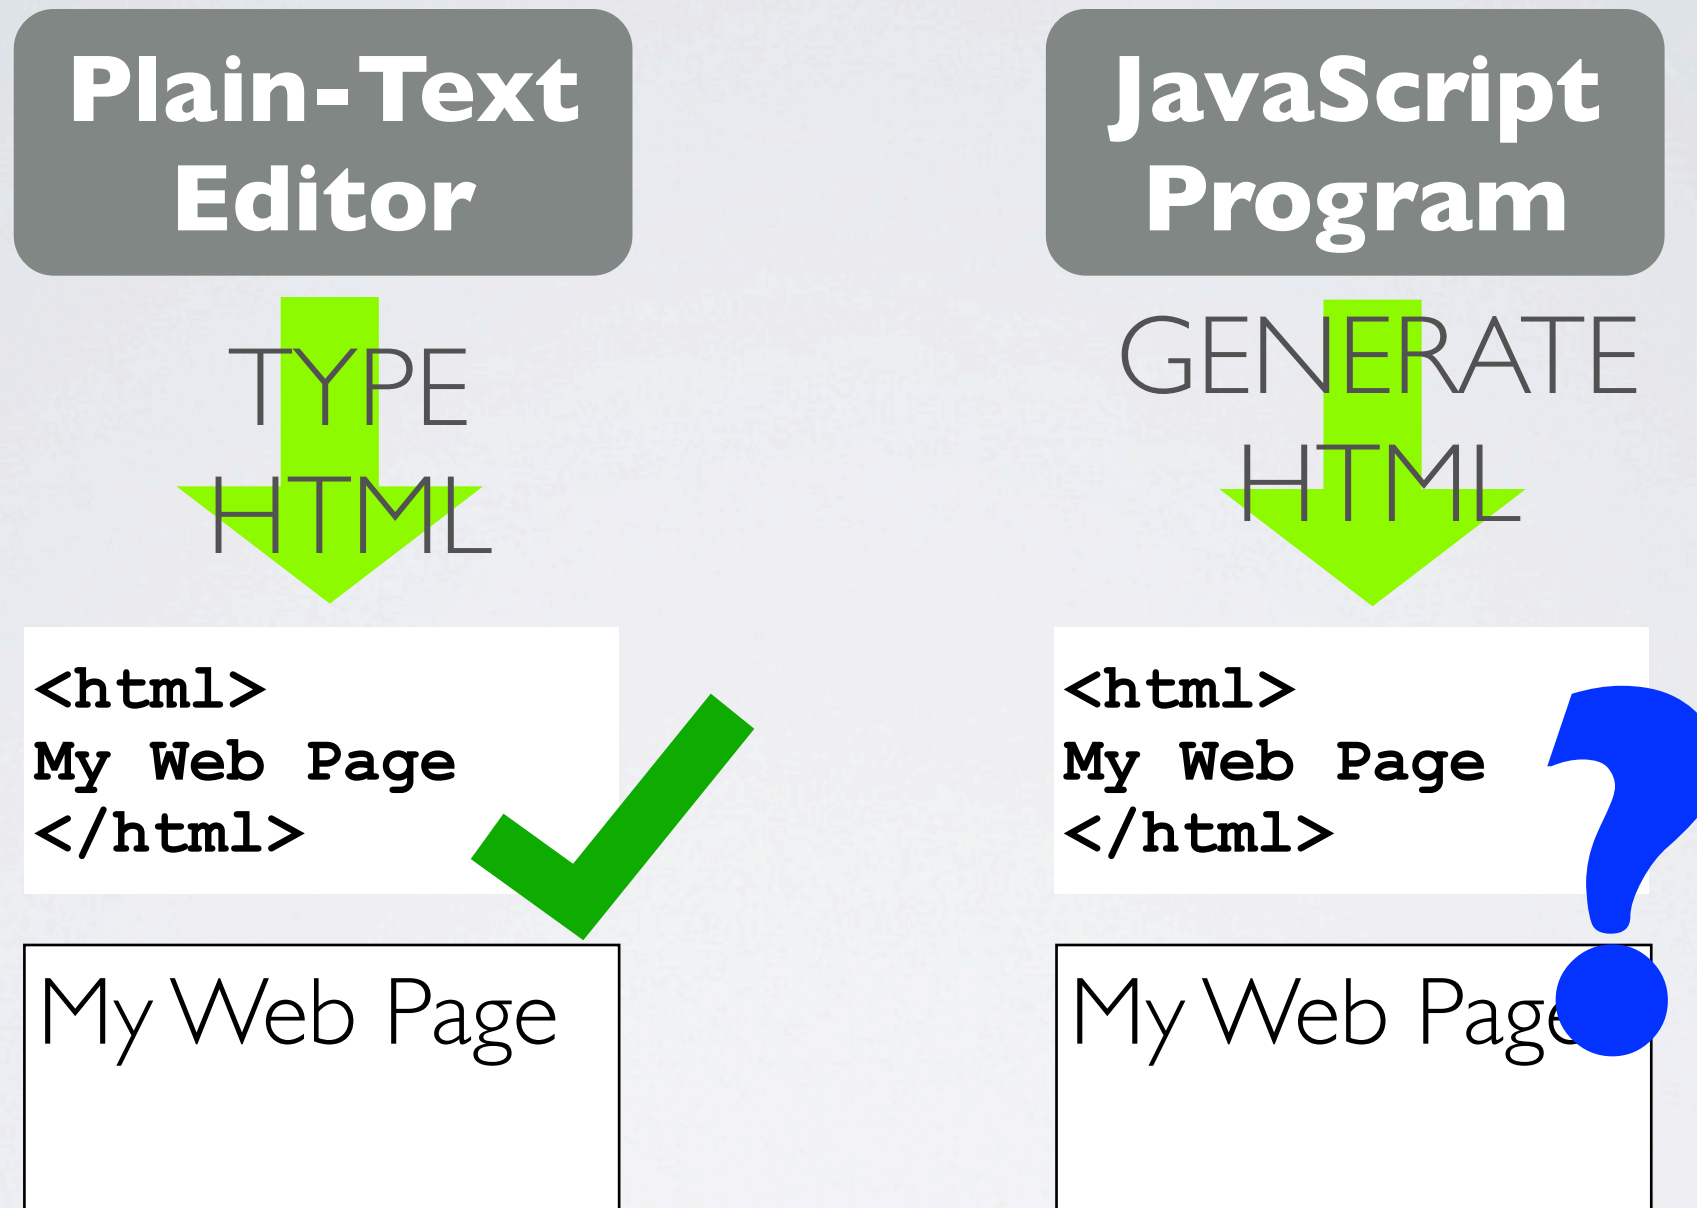 Plain-Text
Editor
TYPE
HTML
<html>
My Web Page
</html>
My Web Page
JavaScript
Program
GENERATE
HTML
<html>
My Web Page
</html>
?
My Web Page